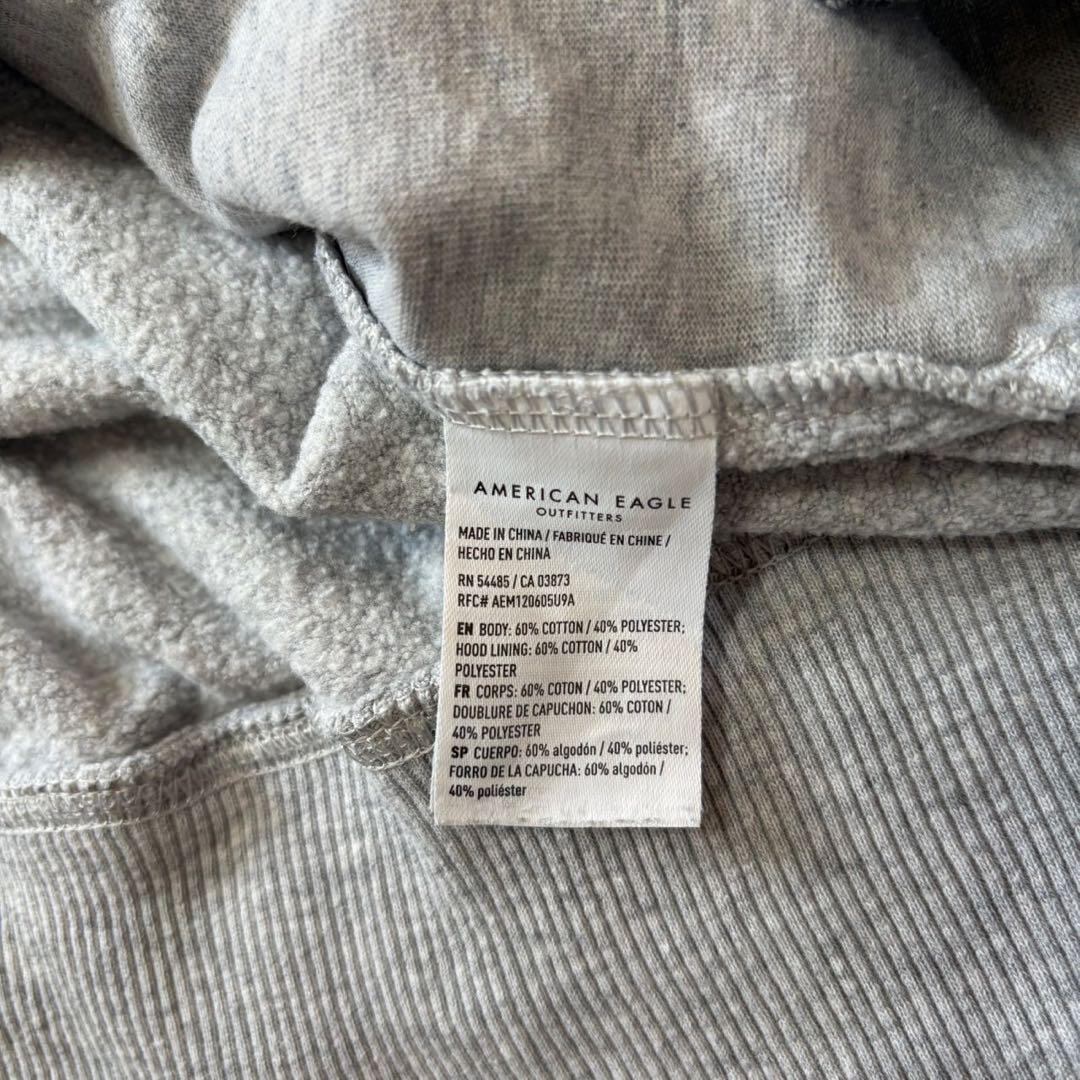 AMERICAN EAGLE
OUTFITTERS
MADE IN CHINA / FABRIQUÉ EN CHINE /
HECHO EN CHINA
RN 54485 / CA 03873
RFC# AEM120605U9A
EN BODY: 60% COTTON / 40% POLYESTER;
HOOD LINING: 60% COTTON / 40%
POLYESTER
FR CORPS: 60% COTON / 40% POLYESTER;
DOUBLURE DE CAPUCHON: 60% COTON /
40% POLYESTER
SP CUERPO: 60% algodón / 40% poliéster;
FORRO DE LA CAPUCHA: 60% algodón /
40% poliéster